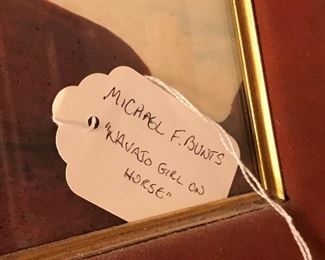 MICHAEL F. BUNTS
"NAVAJO GIRL ON
HORSE"